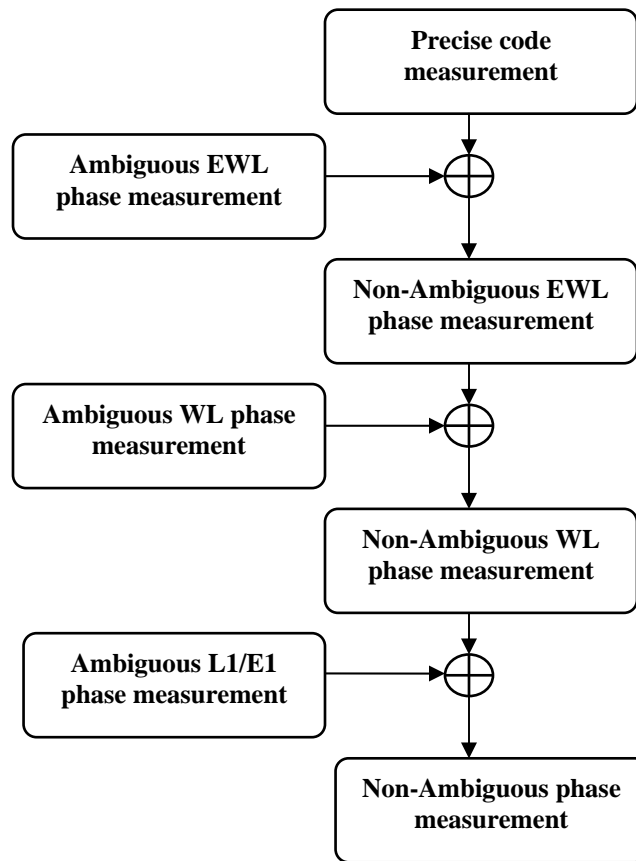 Precise code
measurement
Ambiguous EWL
phase measurement
Non-Ambiguous EWL
phase measurement
Ambiguous WL phase
measurement
Non-Ambiguous WL
phase measurement
Ambiguous L1/E1
phase measurement
Non-Ambiguous phase
measurement